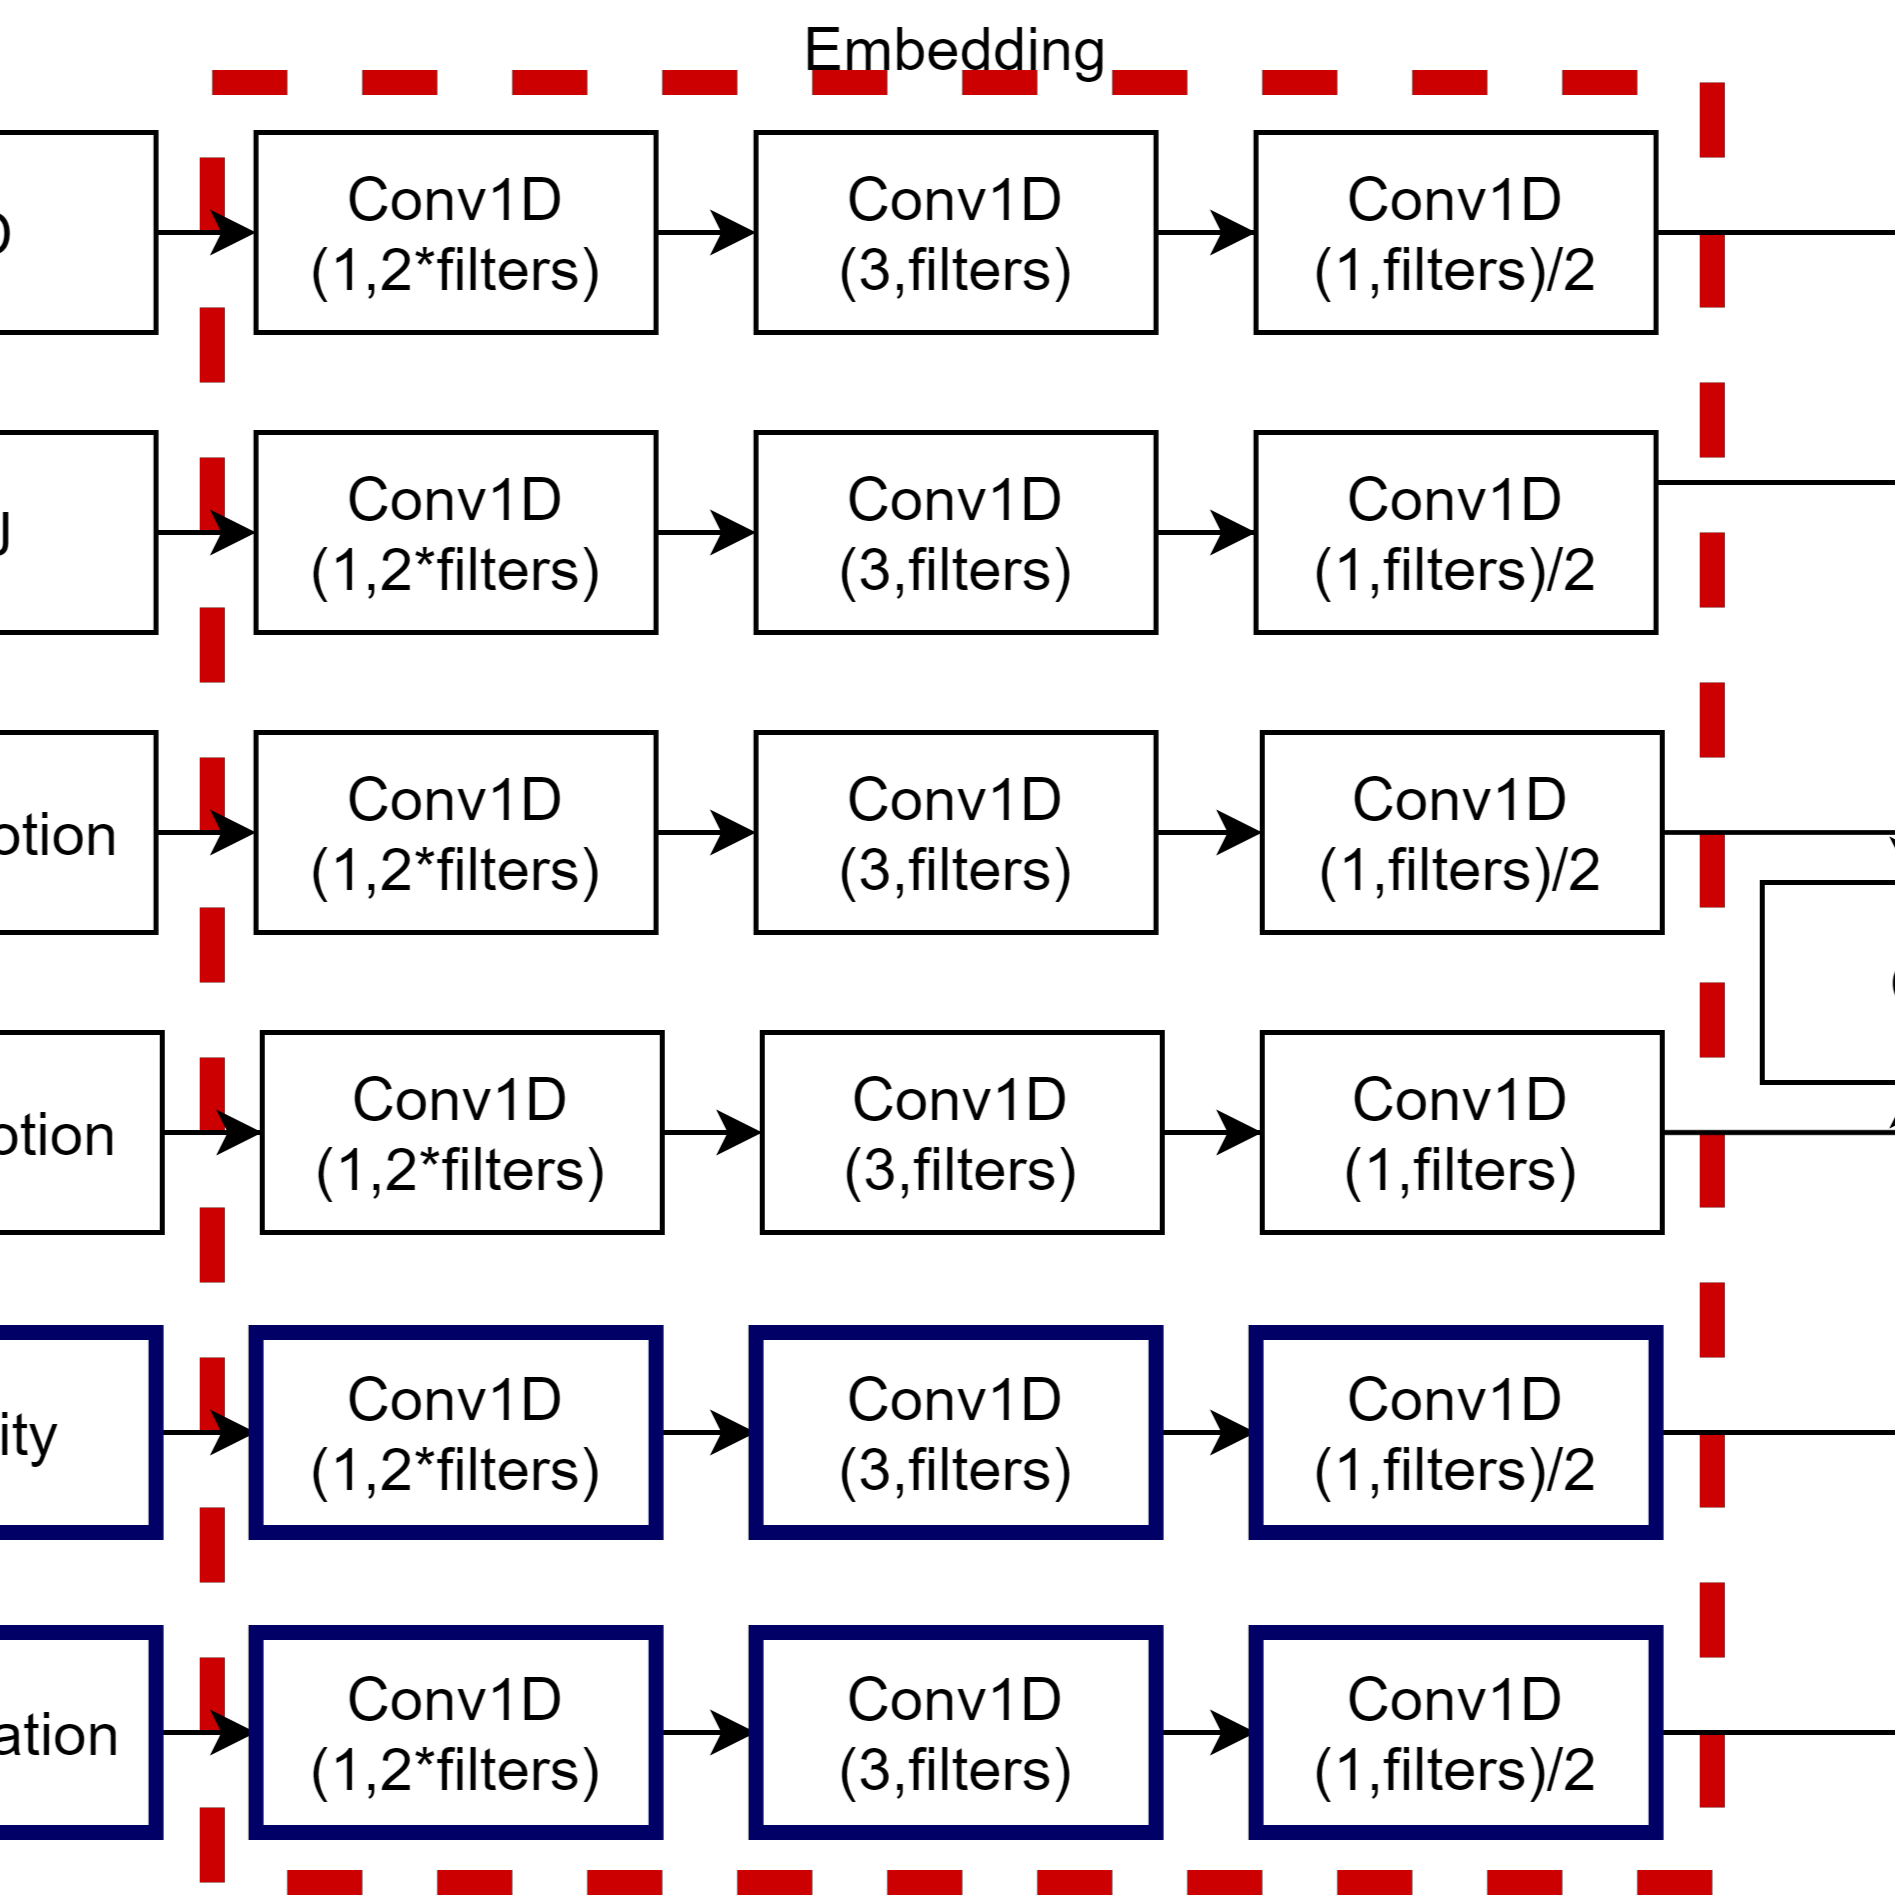 Embedding
Conv1D
(1,2*filters)
Conv1D
(3,filters)
Conv1D
(1,filters)/2
Conv1D
(1,2*filters)
Conv1D
(3,filters)
Conv1D
(1,filters)/2
otion
Conv1D
(1,2*filters)
Conv1D
(3,filters)
Conv1D
(1,filters)/2
otion
Conv1D
(1,2*filters)
Conv1D
(3,filters)
Conv1D
(1,filters)
ity
Conv1D
(1,2*filters)
Conv1D
(3,filters)
Conv1D
(1,filters)/2
ation
Conv1D
(1,2*filters)
Conv1D
(3,filters)
Conv1D
(1,filters)/2